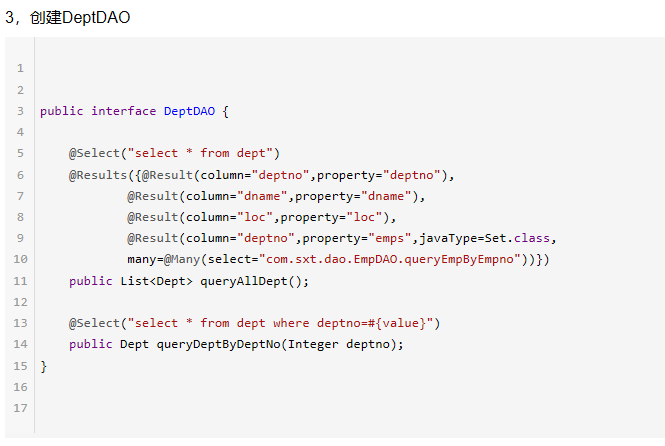 3，创建DeptDAO
1
2
3 public interface DeptDAO {
4
5 @Select("select * from dept")
6 @Results({@Result(column="deptno",property="deptno"),
7 @Result(column="dname",property="dname"),
8 @Result(column="loc",property="loc"),
9 @Result(column="deptno",property="emps",javaType=Set.class,
10 many=@Many(select="com.sxt.dao.EmpDAO.queryEmpByEmpno"))})
11 public List<Dept> queryAllDept();
12
13 @Select("select * from dept where deptno=#{value}")
14 public Dept queryDeptByDeptNo(Integer deptno);
15 }
16
17